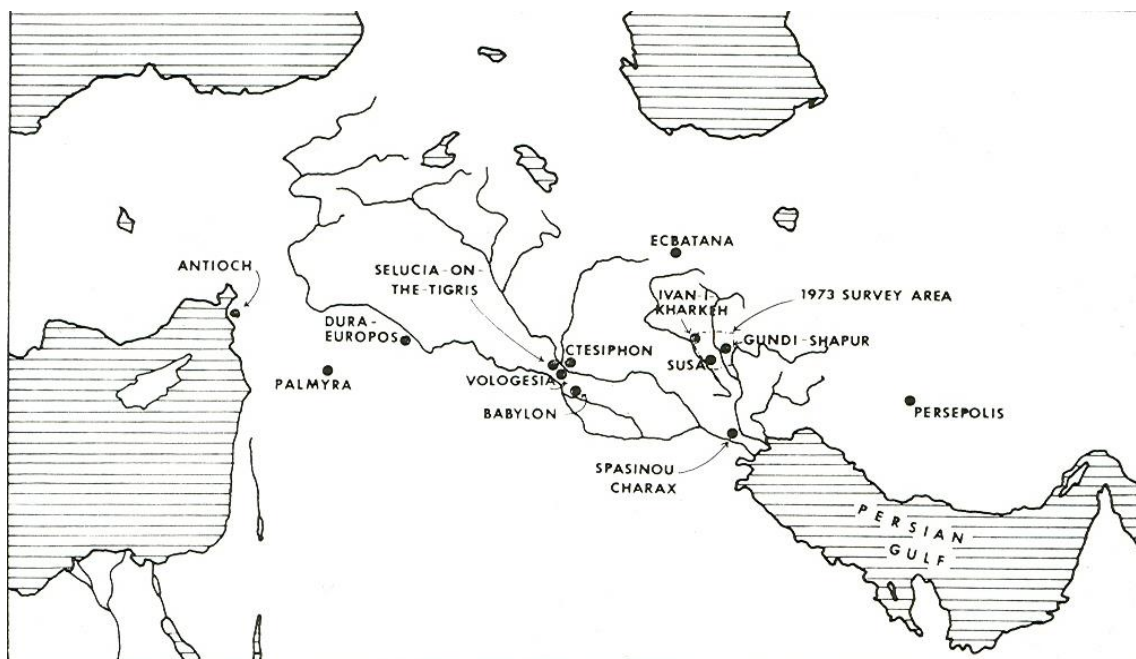 ECBATANA
ANTIOCH
SELUCIA-ON-
THE-TIGRIS
IVAN-I-
KHARKEH
1973 SURVEY AREA
DURA-
EUROPOS
CTESIPHON
GUNDI-SHAPUR
SUSA
PALMYRA
VOLOGESIA
BABYLON
PERSEPOLIS
SPASINOU
CHARAX
PERSIAN
GULF